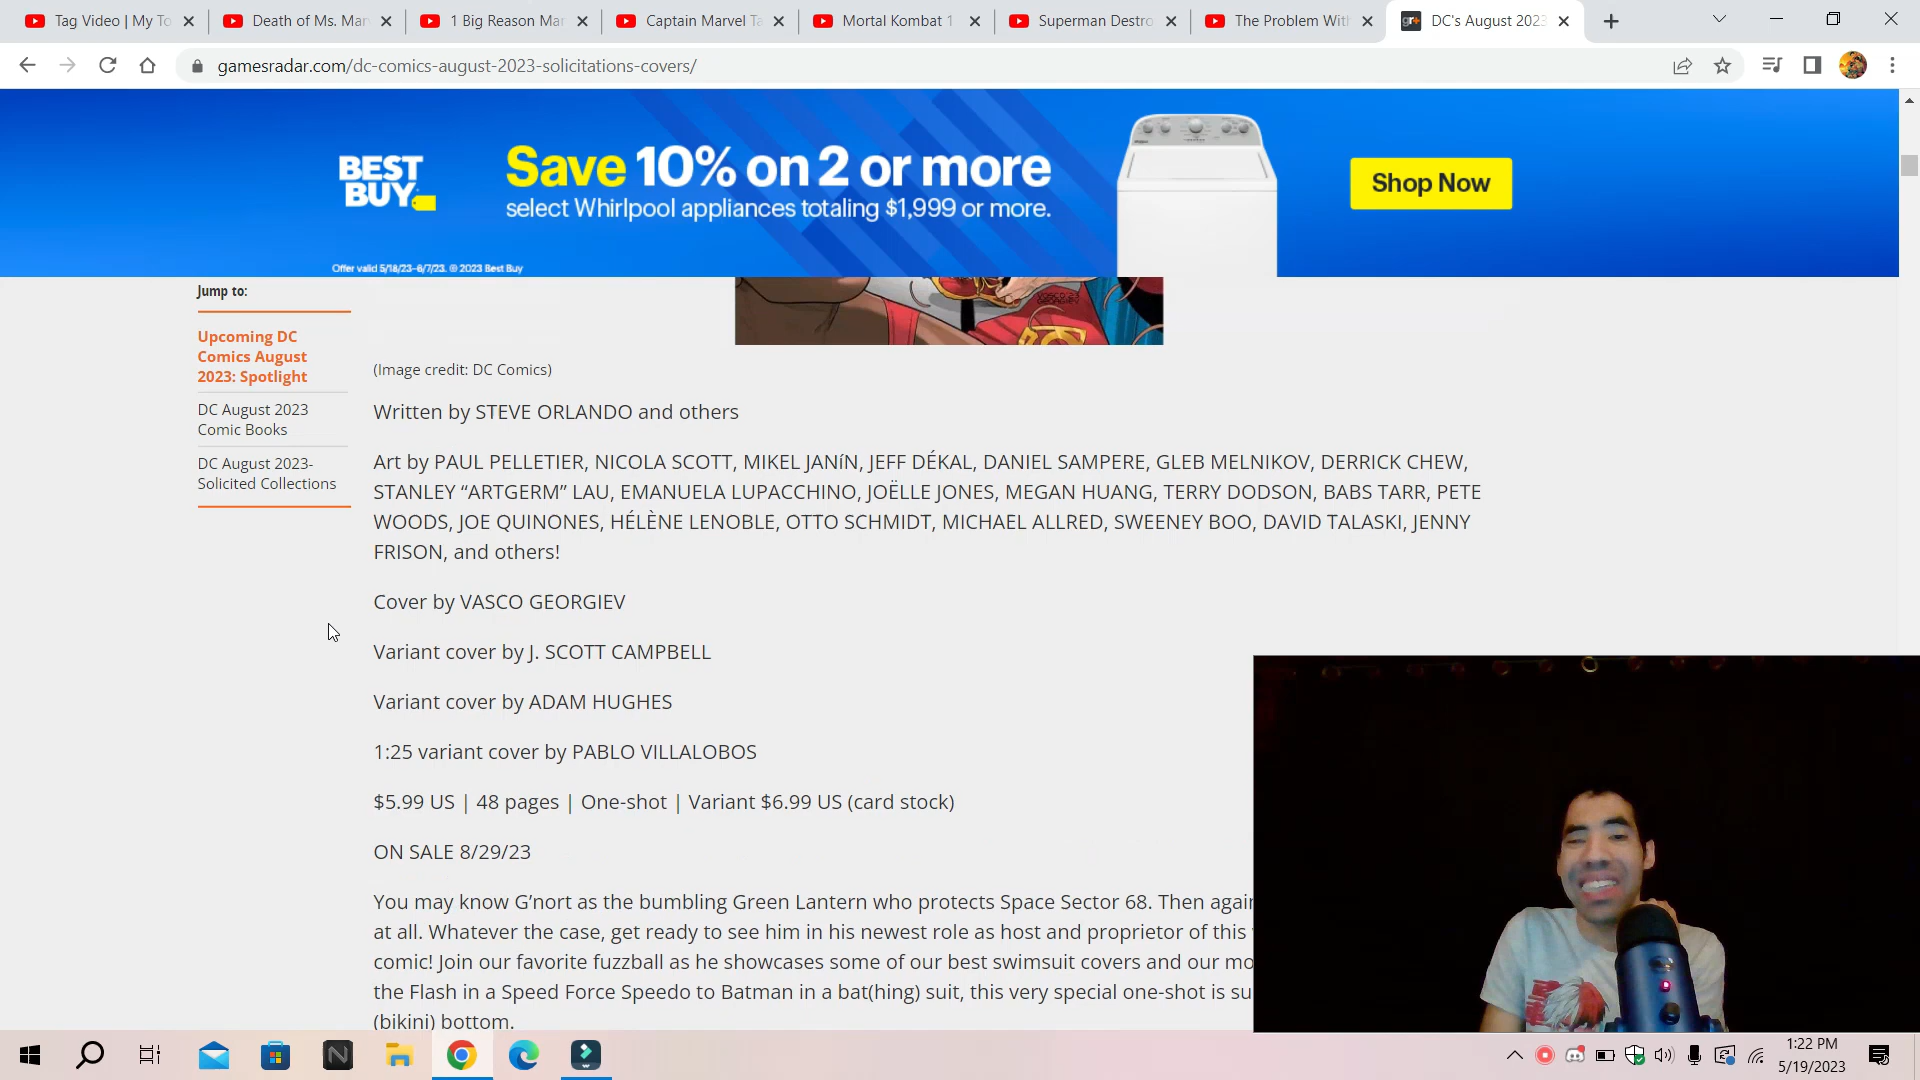 Tag Video | My To
Death of Ms. Mar
1 Big Reason Mar
Captain Marvel Ta
Mortal Kombat 1
Superman Destro
The Problem With
DC's August 2023
gamesradar.com/dc-comics-august-2023-solicitations-covers/
BEST
BUY
Save 10% on 2 or more
select Whirlpool appliances totaling $1,999 or more.
Shop Now
Offer valid 5/18/23–6/7/23. © 2023 Best Buy
Jump to:
Upcoming DC
Comics August
2023: Spotlight
DC August 2023
Comic Books
DC August 2023-
Solicited Collections
(Image credit: DC Comics)
Written by STEVE ORLANDO and others
Art by PAUL PELLETIER, NICOLA SCOTT, MIKEL JANíN, JEFF DÉKAL, DANIEL SAMPERE, GLEB MELNIKOV, DERRICK CHEW,
STANLEY “ARTGERM” LAU, EMANUELA LUPACCHINO, JOËLLE JONES, MEGAN HUANG, TERRY DODSON, BABS TARR, PETE
WOODS, JOE QUINONES, HÉLÈNE LENOBLE, OTTO SCHMIDT, MICHAEL ALLRED, SWEENEY BOO, DAVID TALASKI, JENNY
FRISON, and others!
Cover by VASCO GEORGIEV
Variant cover by J. SCOTT CAMPBELL
Variant cover by ADAM HUGHES
1:25 variant cover by PABLO VILLALOBOS
$5.99 US | 48 pages | One-shot | Variant $6.99 US (card stock)
ON SALE 8/29/23
You may know G’nort as the bumbling Green Lantern who protects Space Sector 68. Then again
at all. Whatever the case, get ready to see him in his newest role as host and proprietor of this
comic! Join our favorite fuzzball as he showcases some of our best swimsuit covers and our mo
the Flash in a Speed Force Speedo to Batman in a bat(hing) suit, this very special one-shot is su
(bikini) bottom.
1:22 PM
5/19/2023